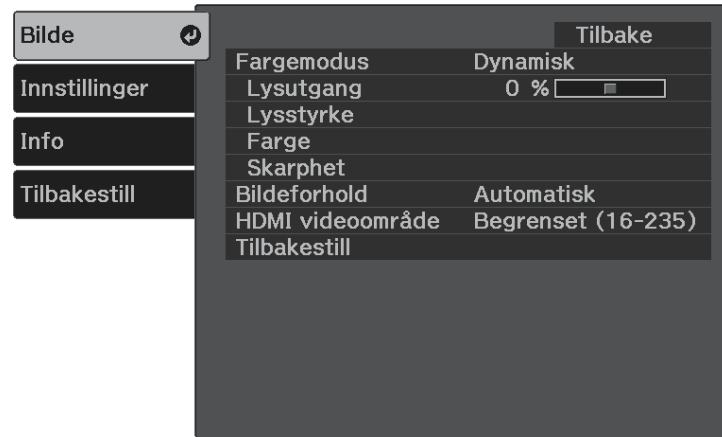 Bilde
Innstillinger
Info
Tilbakestill
Tilbake
Fargemodus Dynamisk
Lysutgang 0 %
Lysstyrke
Farge
Skarphet
Bildeforhold Automatisk
HDMI videoområde Begrenset (16-235)
Tilbakestill